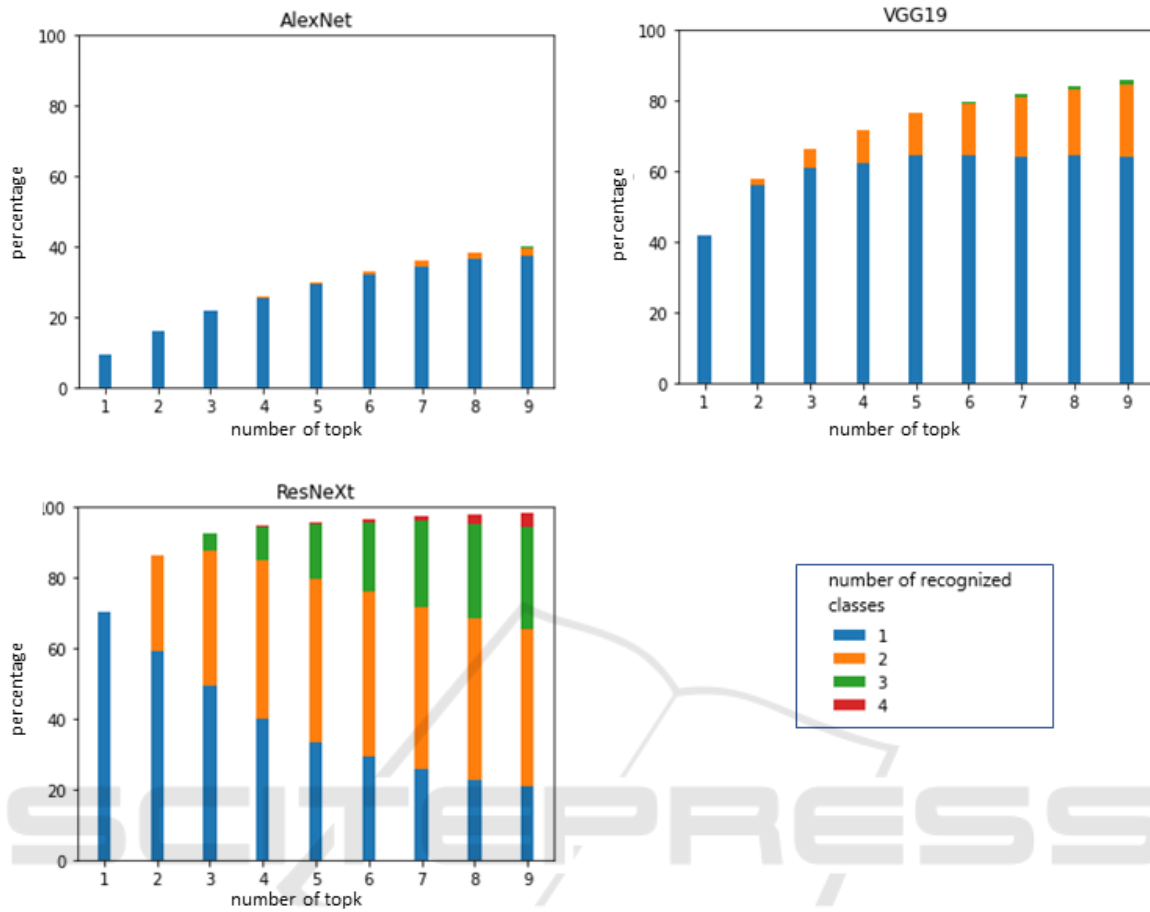 AlexNet
100
80
60
40
20
0
percentage
1 2 3 4 5 6 7 8 9
number of topk
VGG19
100
80
60
40
20
0
percentage
1 2 3 4 5 6 7 8 9
number of topk
ResNeXt
100
80
60
40
20
0
percentage
1 2 3 4 5 6 7 8 9
number of topk
number of recognized
classes
1
2
3
4
SCITEPRESS